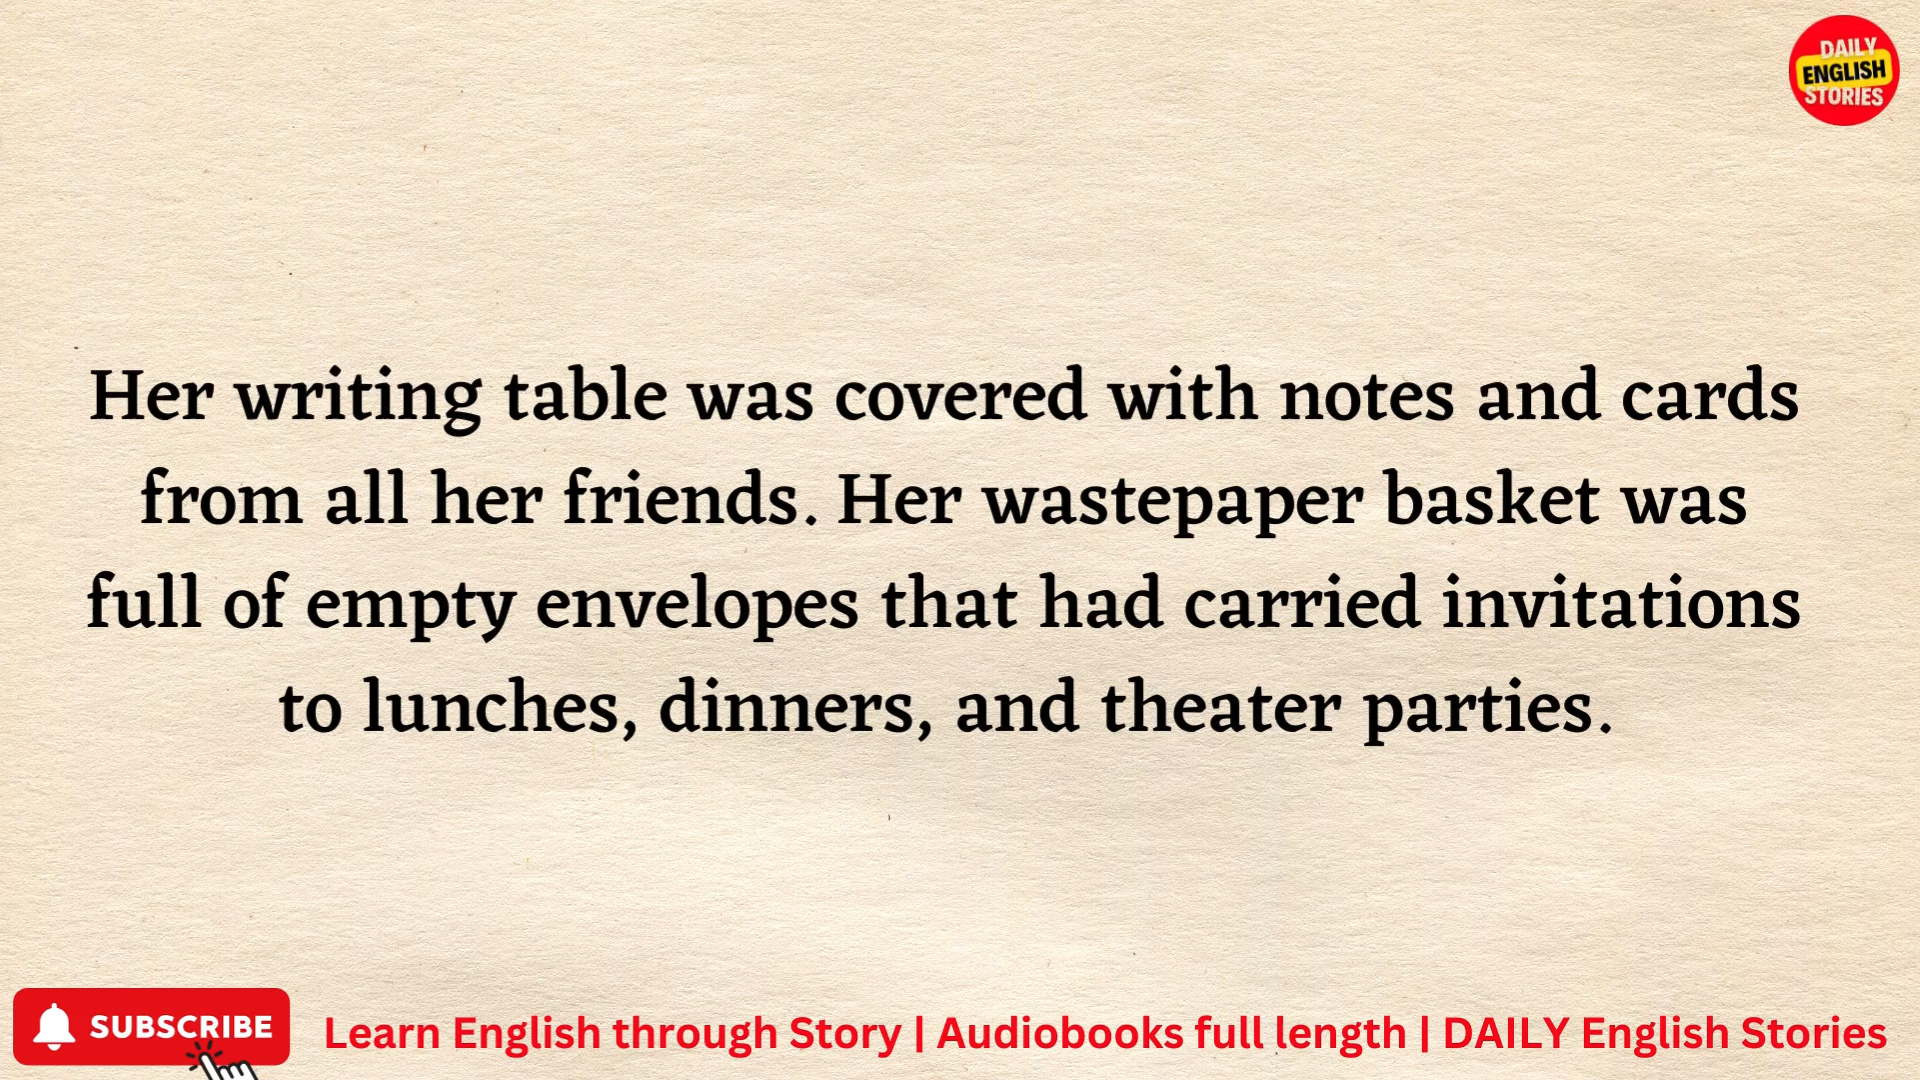 DAILY
ENGLISH
STORIES
Her writing table was covered with notes and cards
from all her friends. Her wastepaper basket was
full of empty envelopes that had carried invitations
to lunches, dinners, and theater parties.
SUBSCRIBE
Learn English through Story | Audiobooks full length | DAILY English Stories